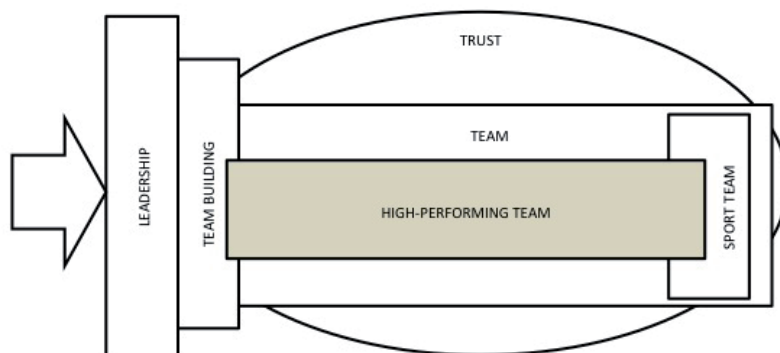 TRUST
TEAM
LEADERSHIP
TEAM BUILDING
HIGH-PERFORMING TEAM
SPORT TEAM